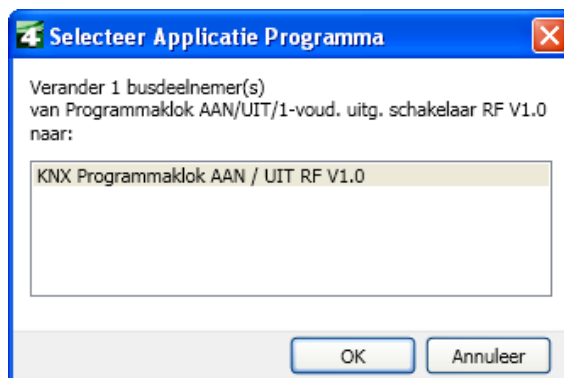 4 Selecteer Applicatie Programma
Verander 1 busdeelnemer(s)
van Programmaklok AAN/UIT/1-voud. uitg. schakelaar RF V1.0
naar:
KNX Programmaklok AAN / UIT RF V1.0
OK Annuleer